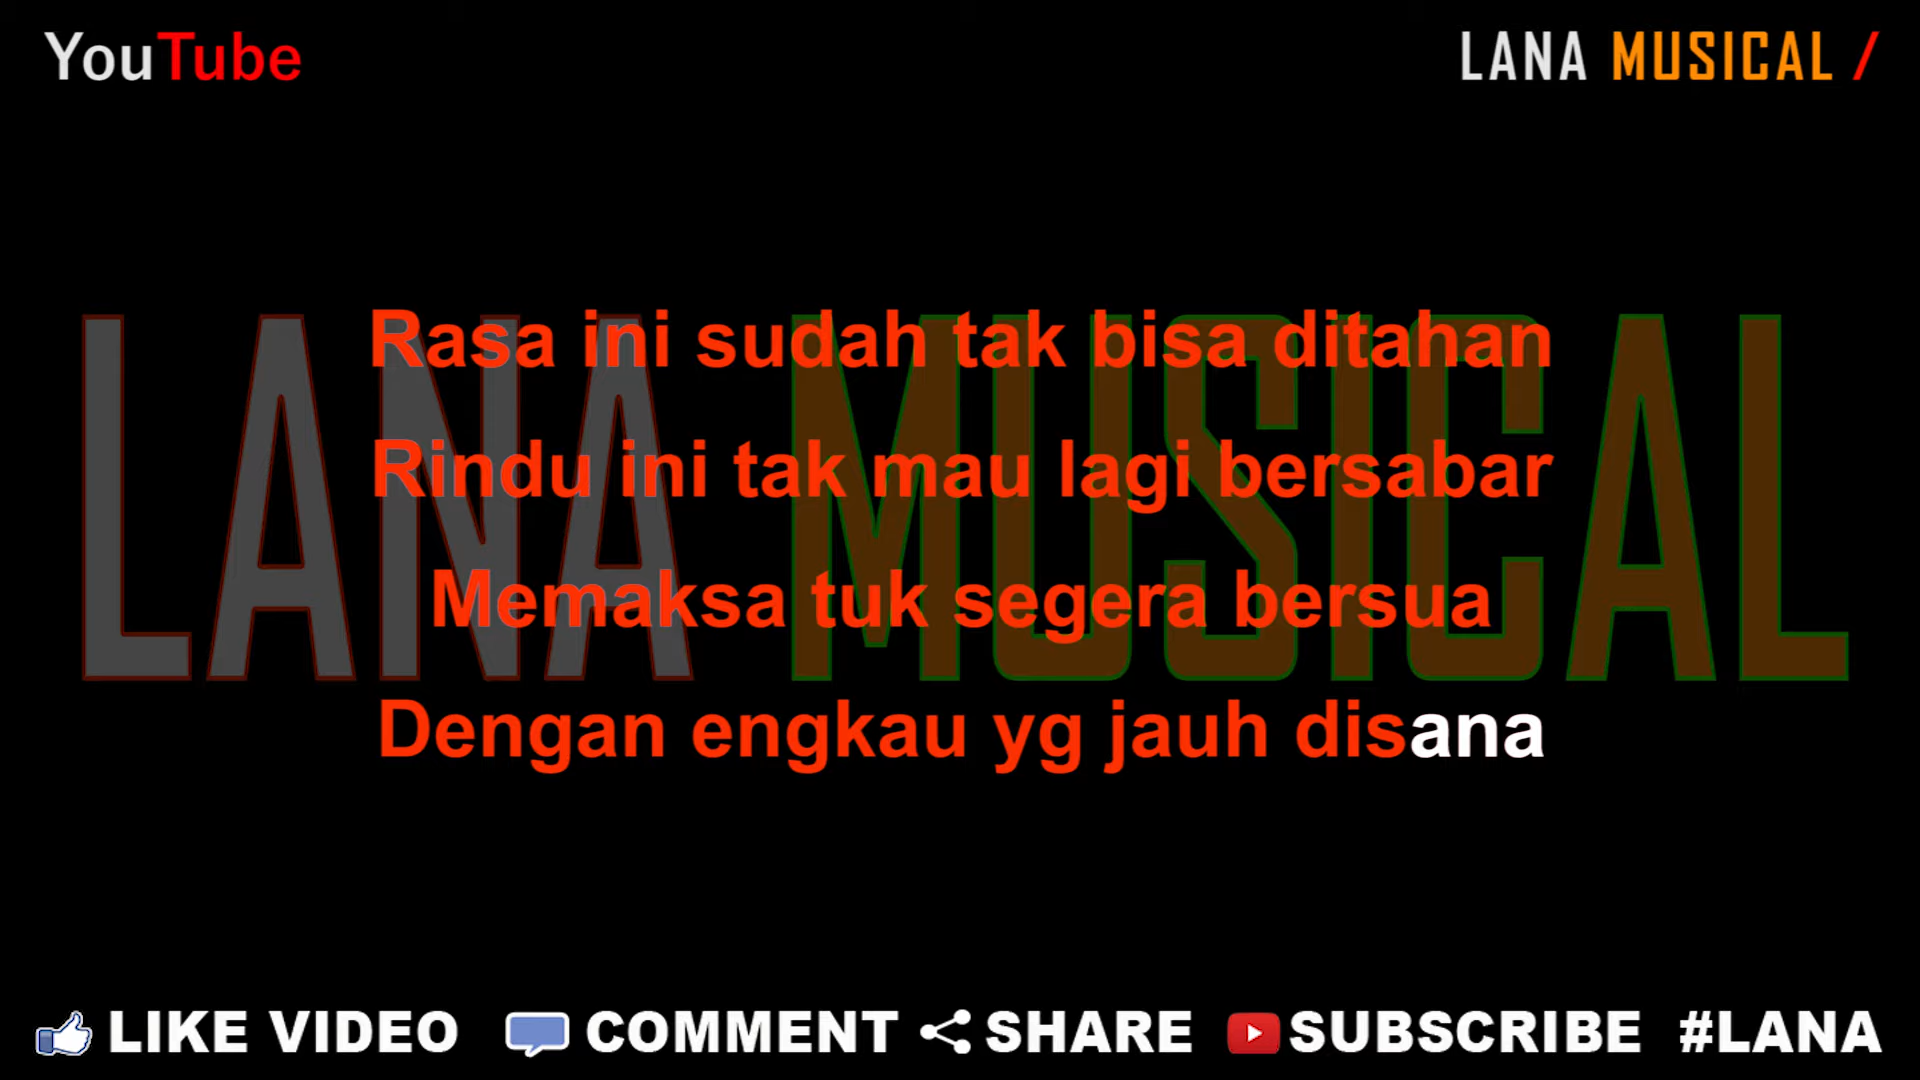 YouTube
LANA MUSICAL /
LANA MUSICAL
Rasa ini sudah tak bisa ditahan
Rindu ini tak mau lagi bersabar
Memaksa tuk segera bersua
Dengan engkau yg jauh disana
LIKE VIDEO COMMENT SHARE SUBSCRIBE #LANA